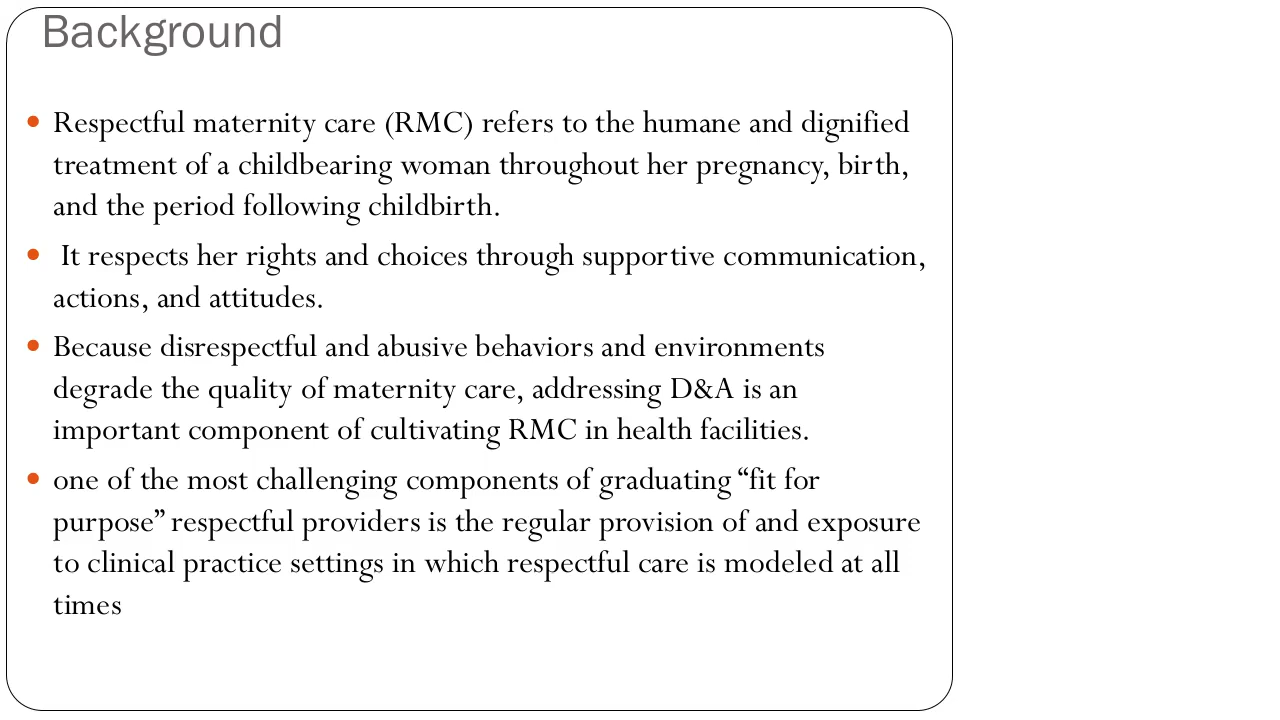 Background
• Respectful maternity care (RMC) refers to the humane and dignified
treatment of a childbearing woman throughout her pregnancy, birth,
and the period following childbirth.
• It respects her rights and choices through supportive communication,
actions, and attitudes.
• Because disrespectful and abusive behaviors and environments
degrade the quality of maternity care, addressing D&A is an
important component of cultivating RMC in health facilities.
• one of the most challenging components of graduating “fit for
purpose” respectful providers is the regular provision of and exposure
to clinical practice settings in which respectful care is modeled at all
times